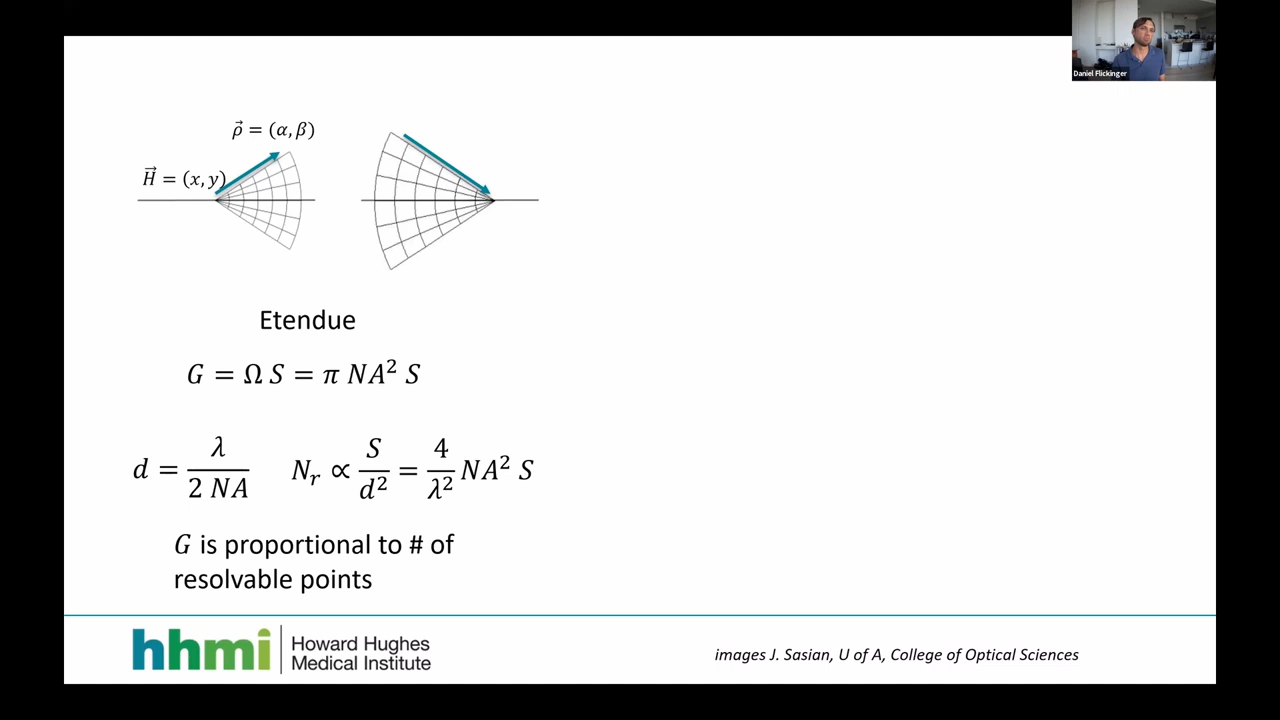 Daniel Flickinger
ρ⃗ = (α, β)
H⃗ = (x, y)
Etendue
G = Ω S = π NA² S
d = λ / 2 NA    Nᵣ ∝ S / d² = 4 / λ² NA² S
G is proportional to # of
resolvable points
hhmi
Howard Hughes
Medical Institute
images J. Sasian, U of A, College of Optical Sciences